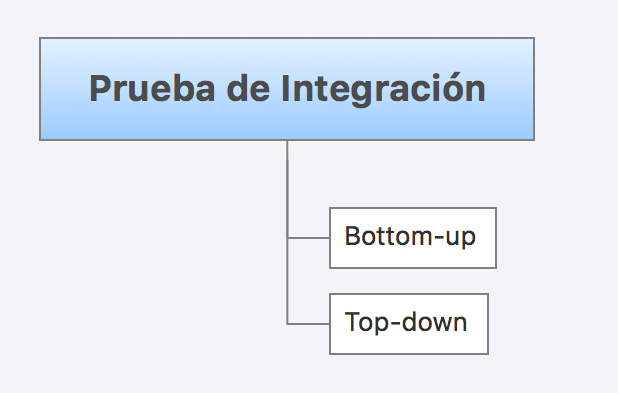 Prueba de Integración
Bottom-up
Top-down